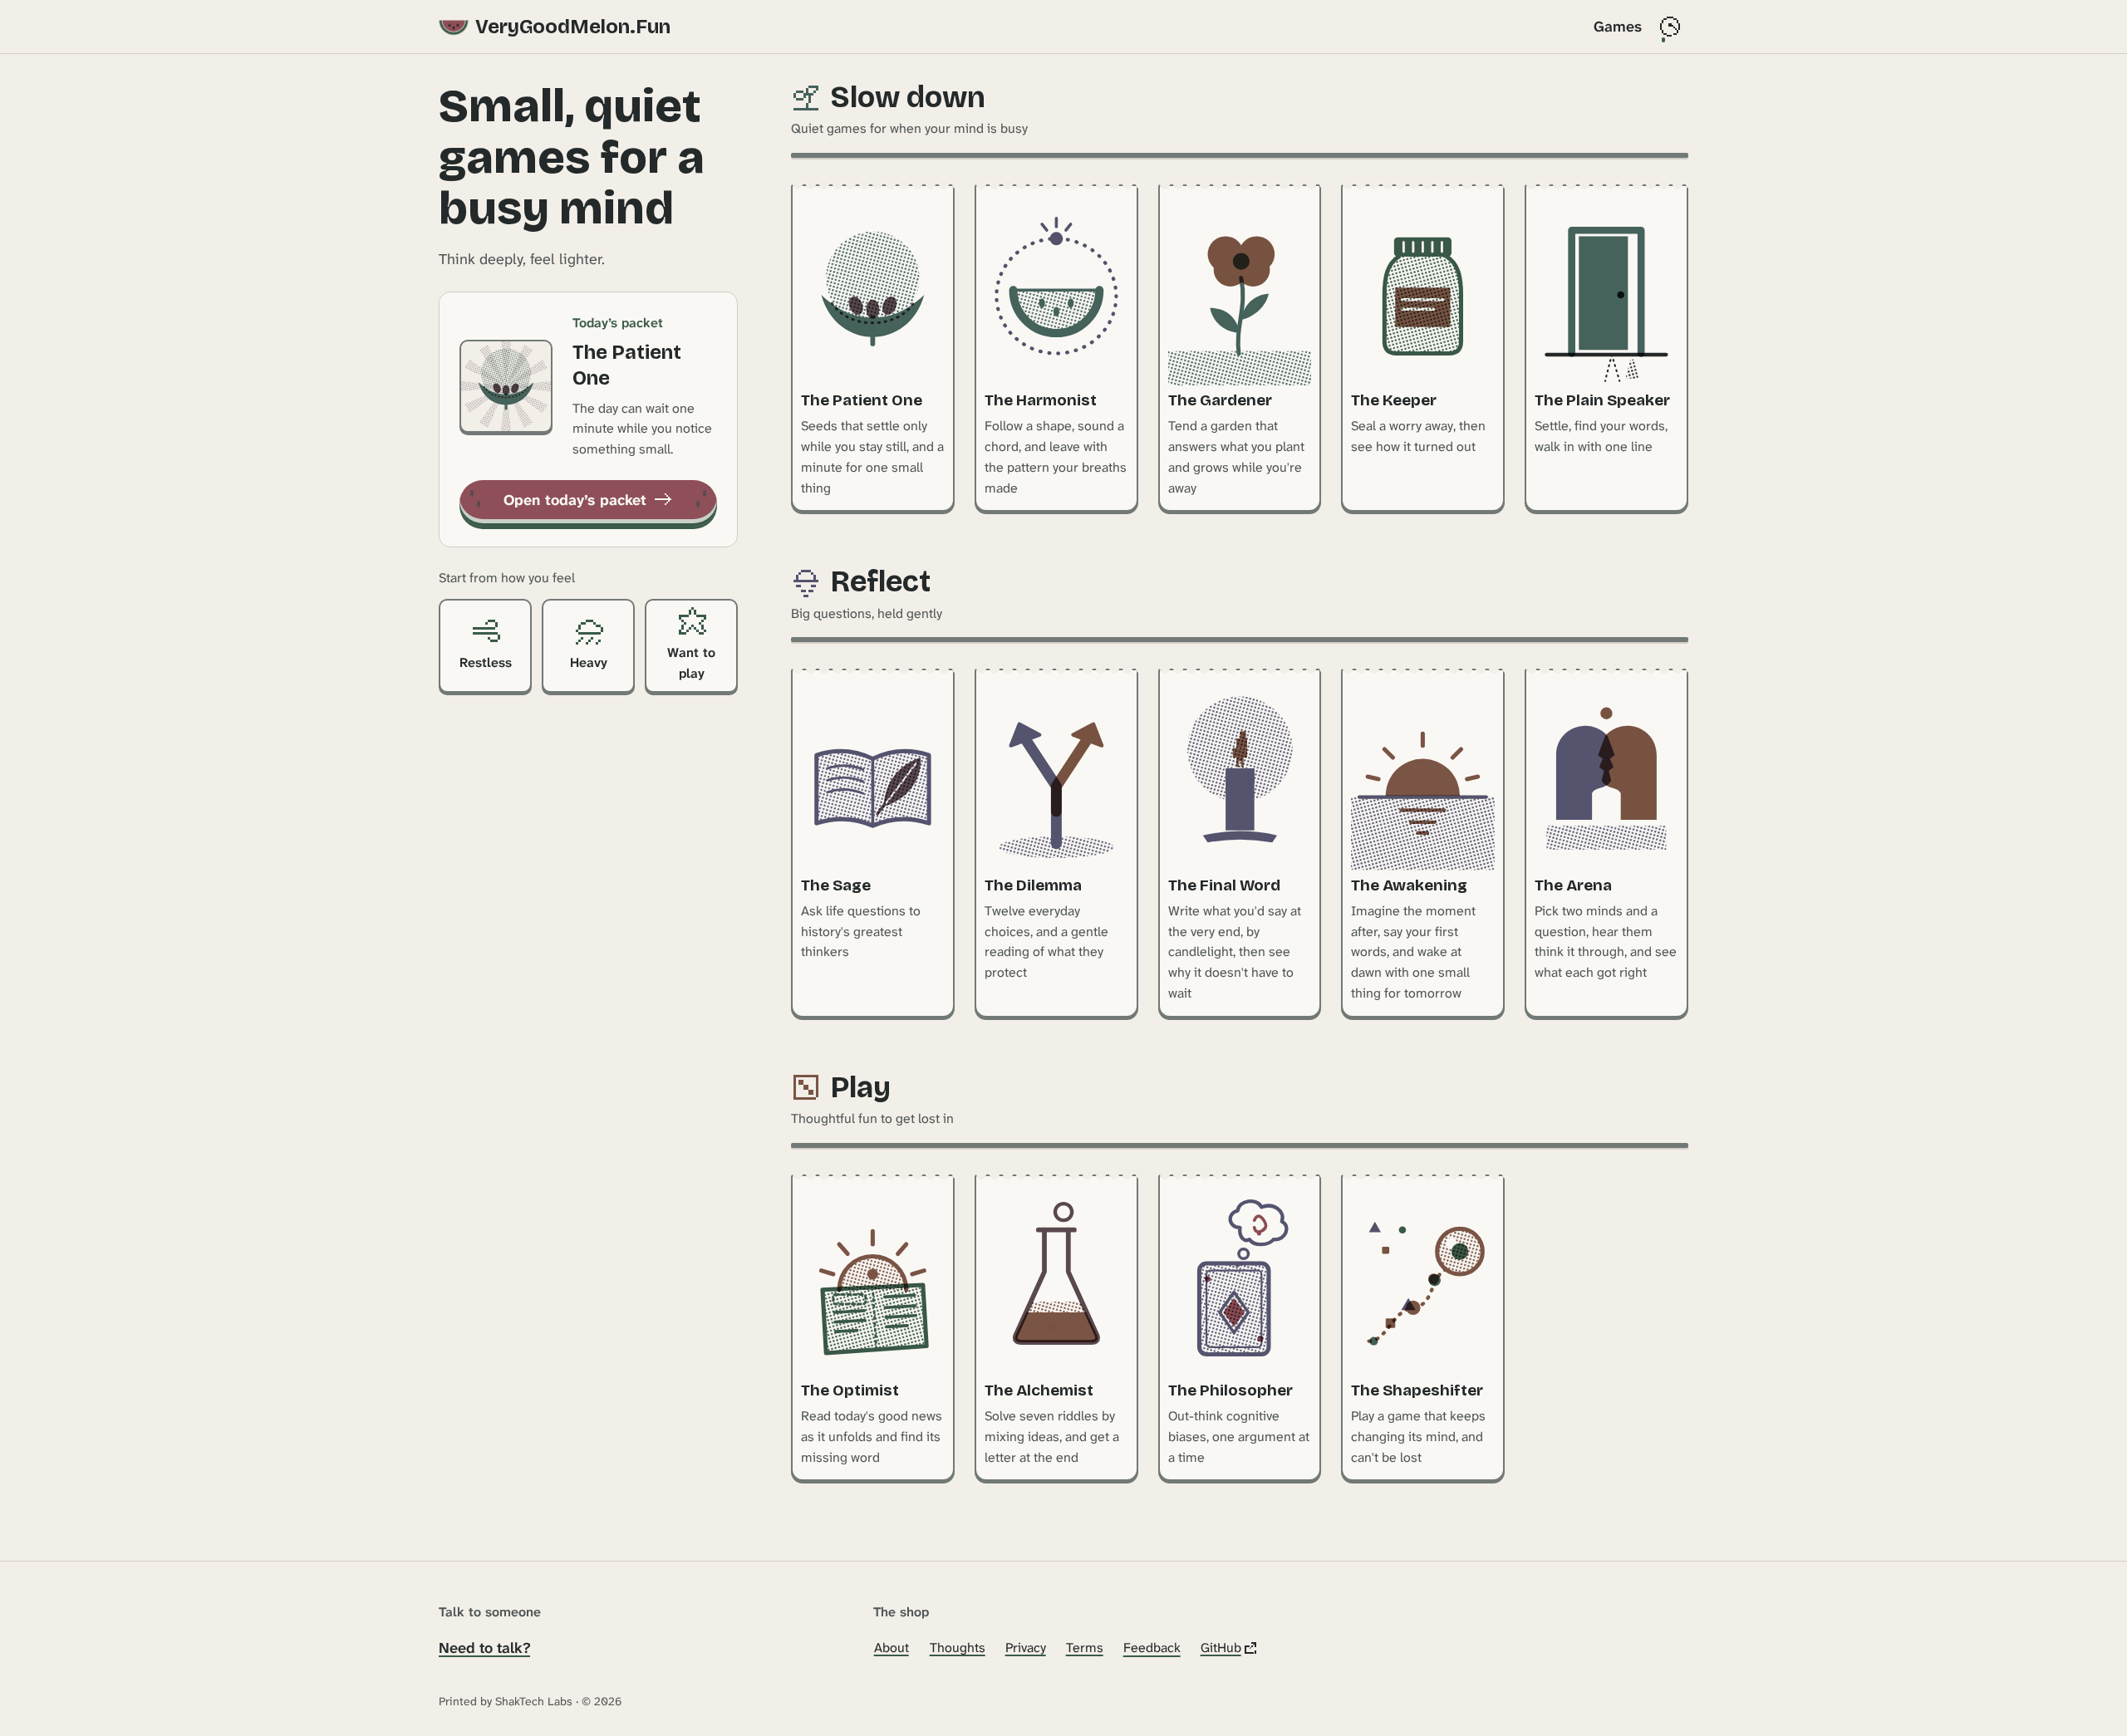 VeryGoodMelon.Fun
Games
Small, quiet
games for a
busy mind
Think deeply, feel lighter.
Today's packet
The Patient
One
The day can wait one
minute while you notice
something small.
Open today's packet
Start from how you feel
Restless
Heavy
Want to
play
Slow down
Quiet games for when your mind is busy
The Patient One
Seeds that settle only
while you stay still, and a
minute for one small
thing
The Harmonist
Follow a shape, sound a
chord, and leave with
the pattern your breaths
made
The Gardener
Tend a garden that
answers what you plant
and grows while you're
away
The Keeper
Seal a worry away, then
see how it turned out
The Plain Speaker
Settle, find your words,
walk in with one line
Reflect
Big questions, held gently
The Sage
Ask life questions to
history's greatest
thinkers
The Dilemma
Twelve everyday
choices, and a gentle
reading of what they
protect
The Final Word
Write what you'd say at
the very end, by
candlelight, then see
why it doesn't have to
wait
The Awakening
Imagine the moment
after, say your first
words, and wake at
dawn with one small
thing for tomorrow
The Arena
Pick two minds and a
question, hear them
think it through, and see
what each got right
Play
Thoughtful fun to get lost in
The Optimist
Read today's good news
as it unfolds and find its
missing word
The Alchemist
Solve seven riddles by
mixing ideas, and get a
letter at the end
The Philosopher
Out-think cognitive
biases, one argument at
a time
The Shapeshifter
Play a game that keeps
changing its mind, and
can't be lost
Talk to someone
Need to talk?
The shop
About Thoughts Privacy Terms Feedback GitHub
Printed by ShakTech Labs · © 2026